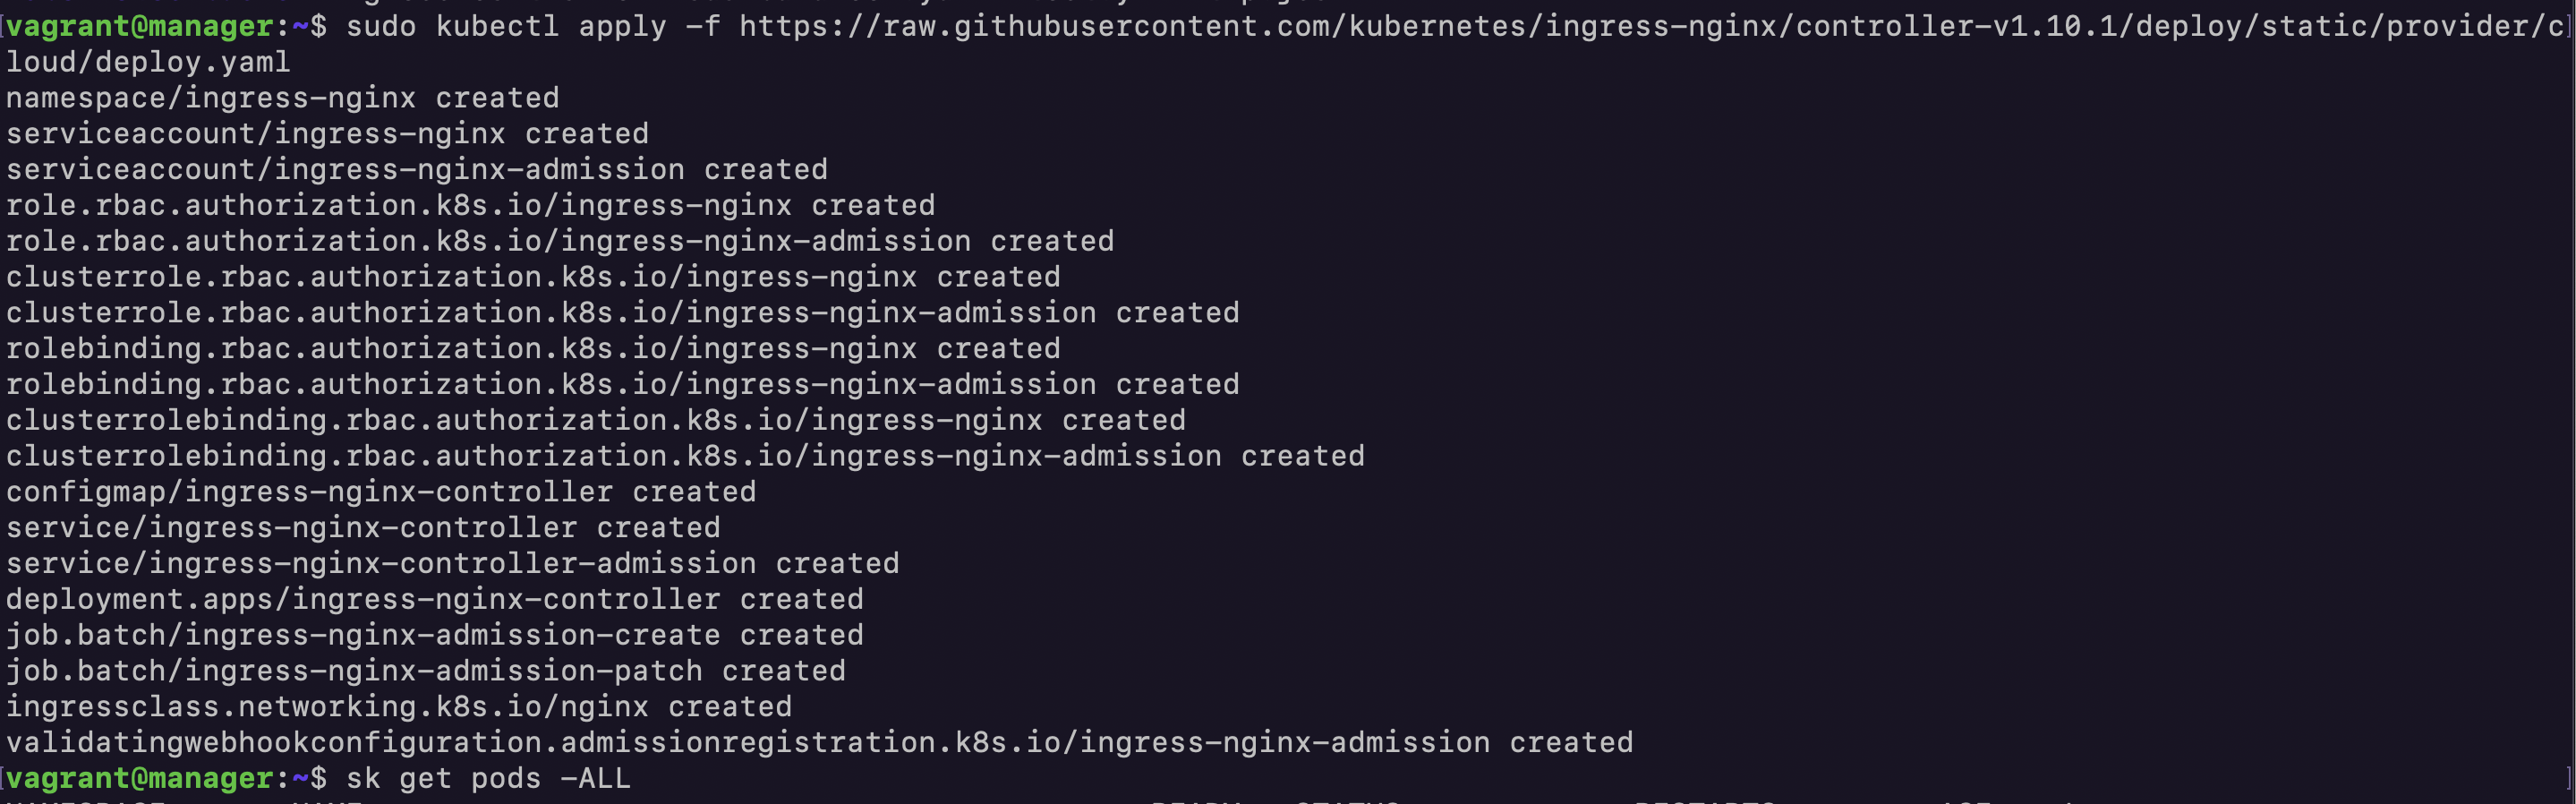 vagrant@manager:~$ sudo kubectl apply -f https://raw.githubusercontent.com/kubernetes/ingress-nginx/controller-v1.10.1/deploy/static/provider/c
loud/deploy.yaml
namespace/ingress-nginx created
serviceaccount/ingress-nginx created
serviceaccount/ingress-nginx-admission created
role.rbac.authorization.k8s.io/ingress-nginx created
role.rbac.authorization.k8s.io/ingress-nginx-admission created
clusterrole.rbac.authorization.k8s.io/ingress-nginx created
clusterrole.rbac.authorization.k8s.io/ingress-nginx-admission created
rolebinding.rbac.authorization.k8s.io/ingress-nginx created
rolebinding.rbac.authorization.k8s.io/ingress-nginx-admission created
clusterrolebinding.rbac.authorization.k8s.io/ingress-nginx created
clusterrolebinding.rbac.authorization.k8s.io/ingress-nginx-admission created
configmap/ingress-nginx-controller created
service/ingress-nginx-controller created
service/ingress-nginx-controller-admission created
deployment.apps/ingress-nginx-controller created
job.batch/ingress-nginx-admission-create created
job.batch/ingress-nginx-admission-patch created
ingressclass.networking.k8s.io/nginx created
validatingwebhookconfiguration.admissionregistration.k8s.io/ingress-nginx-admission created
vagrant@manager:~$ sk get pods -ALL